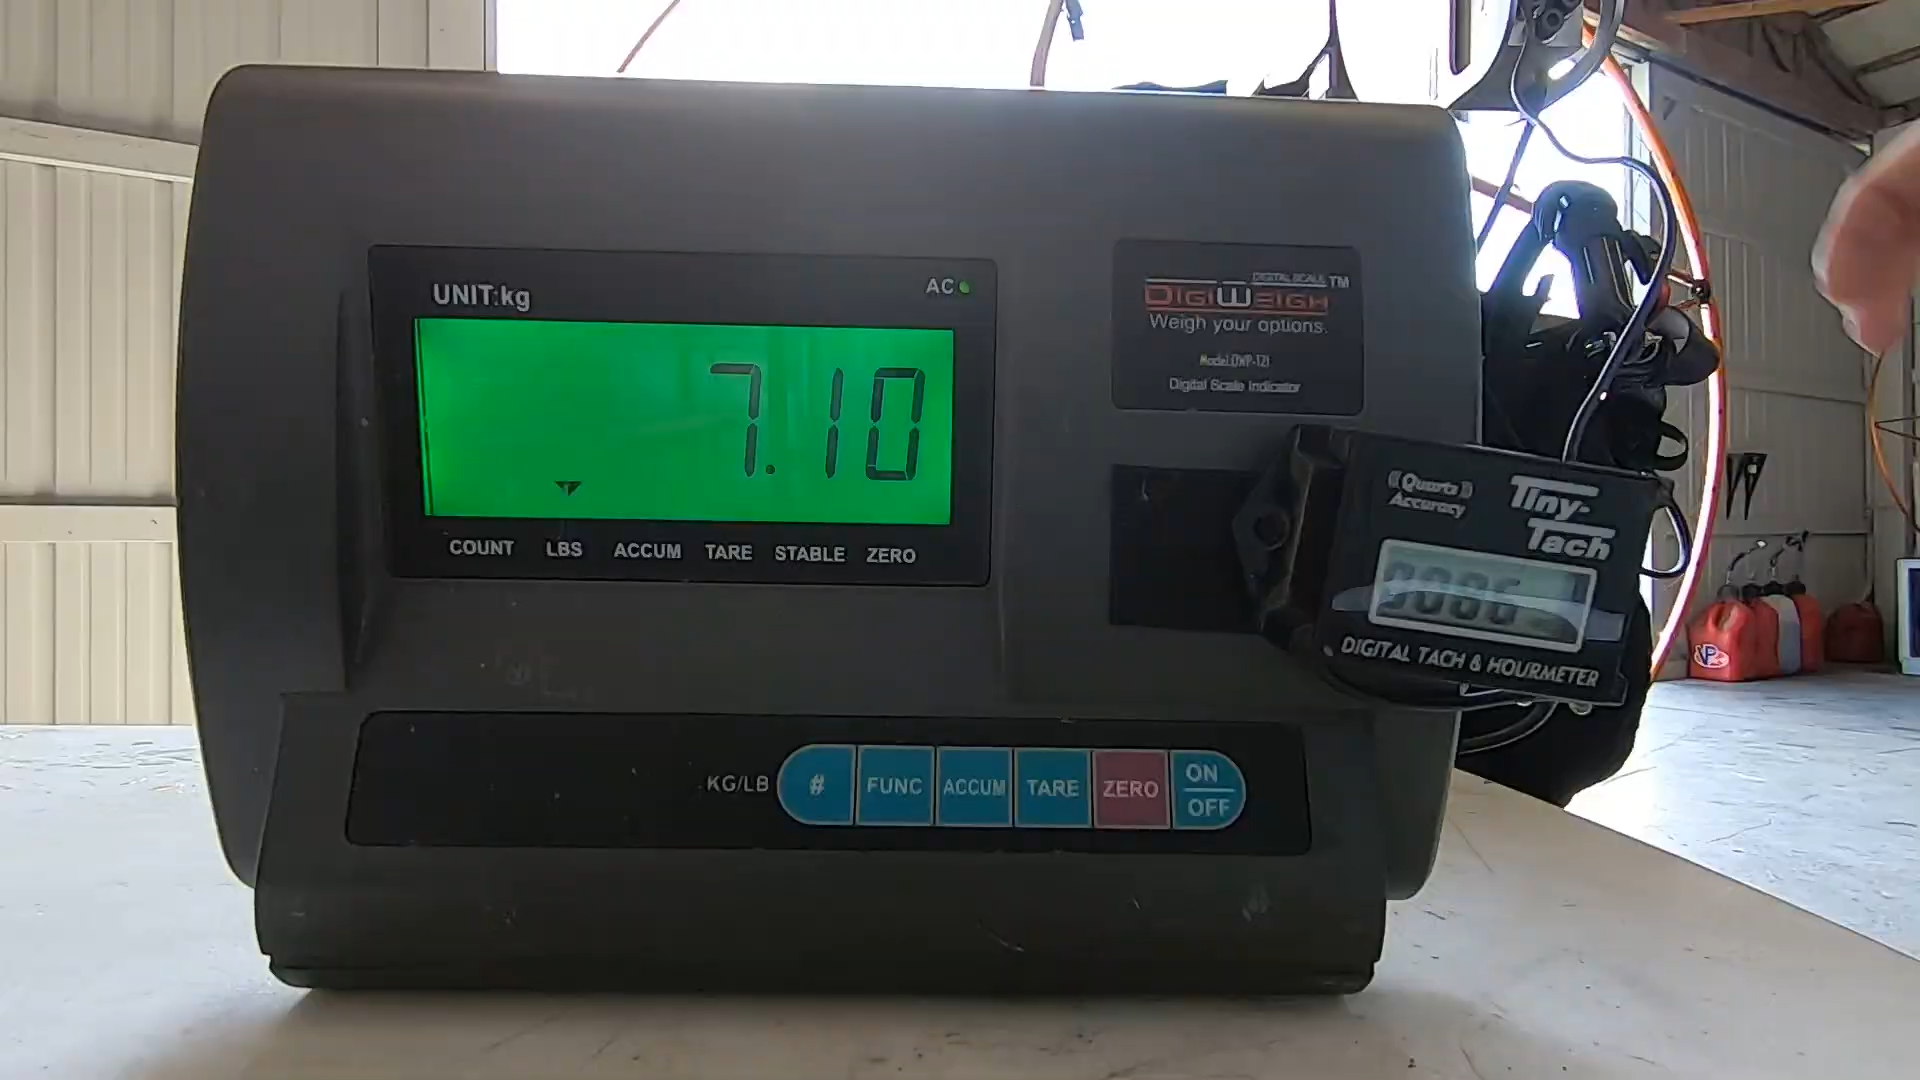 UNIT:kg
AC
7.10
COUNT LBS ACCUM TARE STABLE ZERO
DIGITAL SCALE TM
DIGIWEIGH
Weigh your options.
Digital Scale Indicator
((Quartz))
Accuracy
Tiny-
Tach
DIGITAL TACH & HOURMETER
KG/LB # FUNC ACCUM TARE ZERO ON
OFF
VP